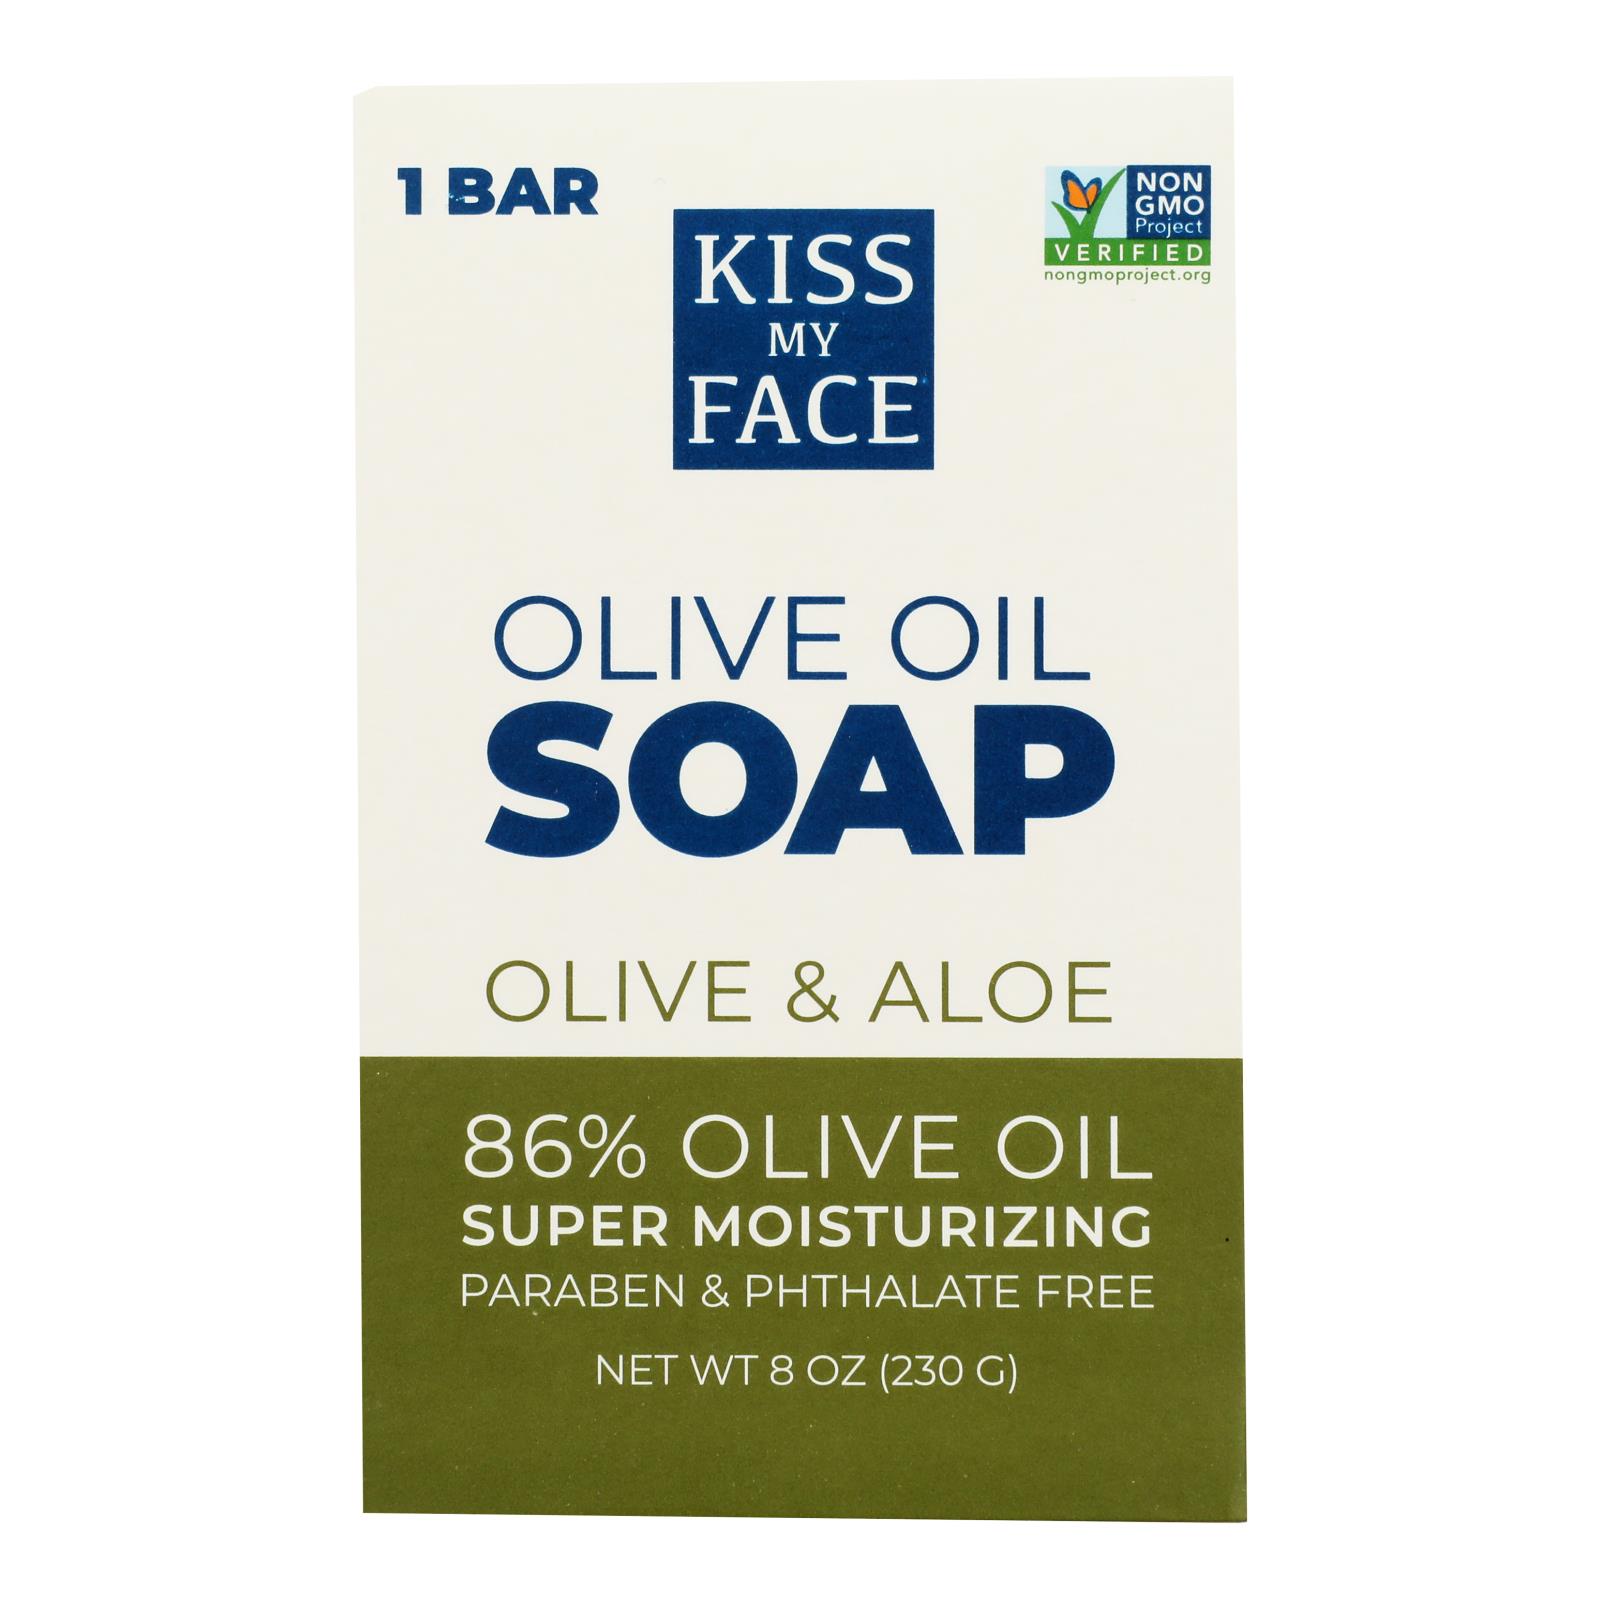 1 BAR
NON
GMO
Project
VERIFIED
nongmoproject.org
KISS
MY
FACE
OLIVE OIL
SOAP
OLIVE & ALOE
86% OLIVE OIL
SUPER MOISTURIZING
PARABEN & PHTHALATE FREE
NET WT 8 OZ (230 G)